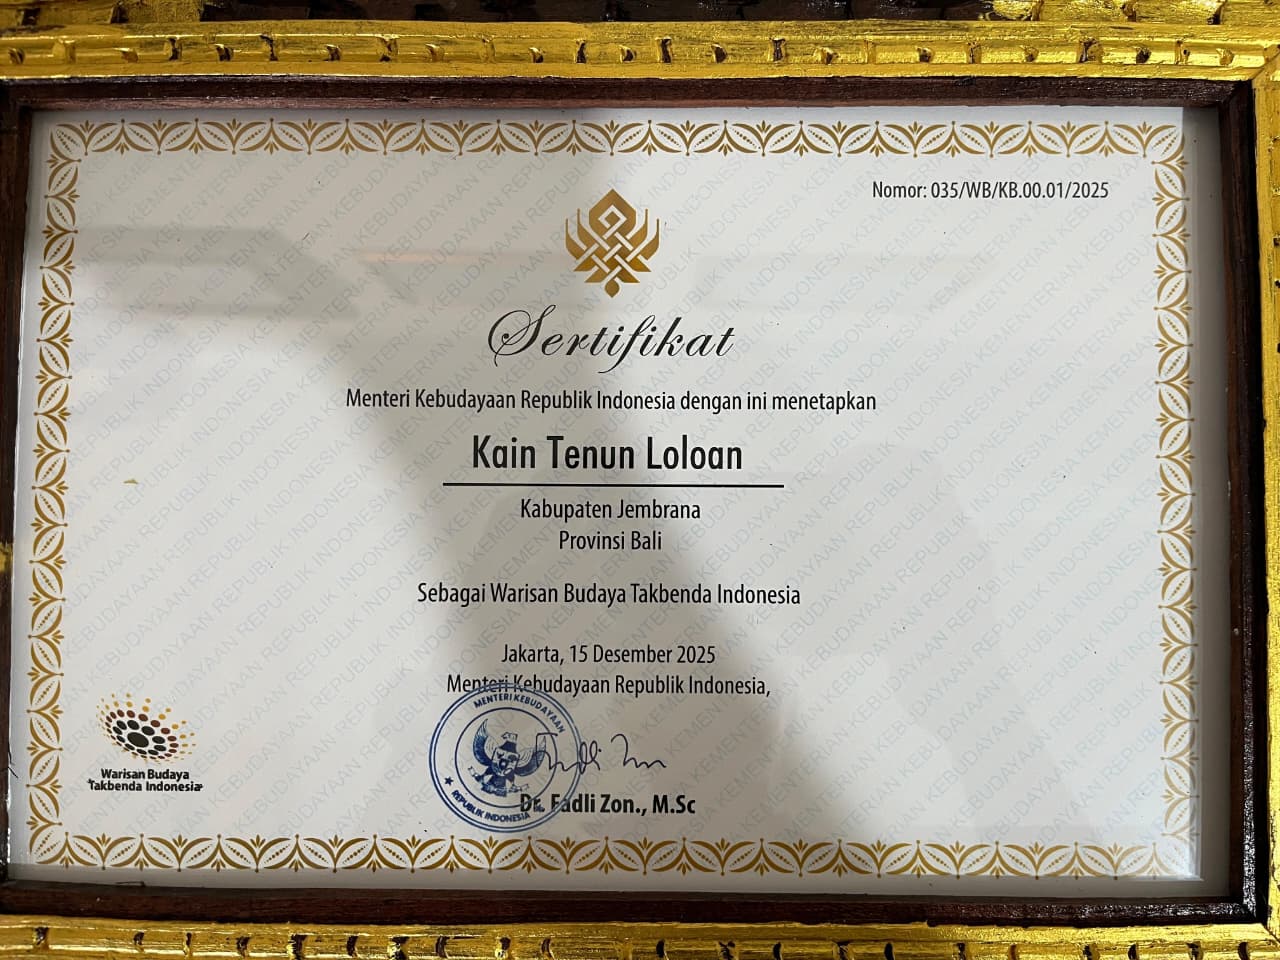 Nomor: 035/WB/KB.00.01/2025
Sertifikat
Menteri Kebudayaan Republik Indonesia dengan ini menetapkan
Kain Tenun Loloan
Kabupaten Jembrana
Provinsi Bali
Sebagai Warisan Budaya Takbenda Indonesia
Jakarta, 15 Desember 2025
Menteri Kebudayaan Republik Indonesia,
MENTERI KEBUDAYAAN
REPUBLIK INDONESIA
Dr. Fadli Zon., M.Sc
Warisan Budaya
Takbenda Indonesia